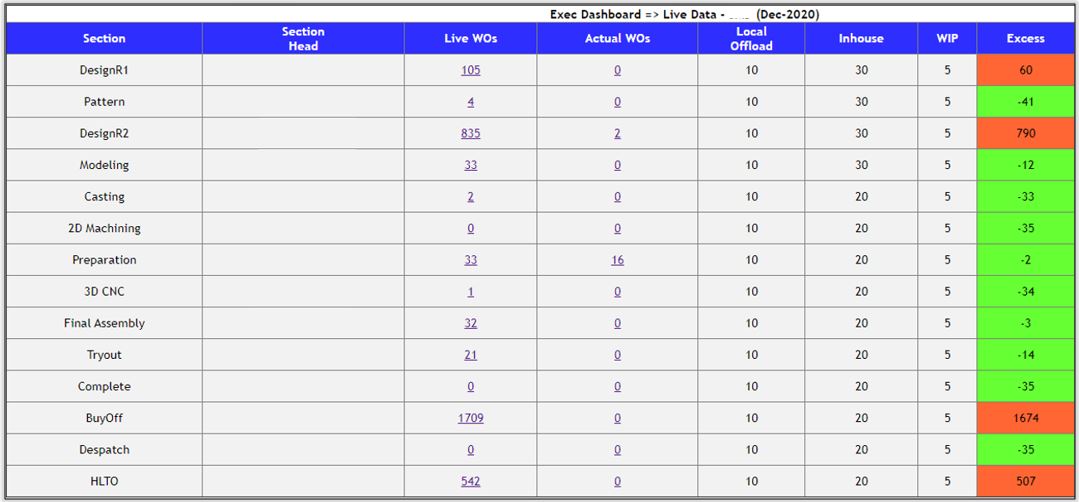 Exec Dashboard => Live Data - (Dec-2020)
Section Section Head Live WOs Actual WOs Local Offload Inhouse WIP Excess
DesignR1 105 0 10 30 5 60
Pattern 4 0 10 30 5 -41
DesignR2 835 2 10 30 5 790
Modeling 33 0 10 30 5 -12
Casting 2 0 10 20 5 -33
2D Machining 0 0 10 20 5 -35
Preparation 33 16 10 20 5 -2
3D CNC 1 0 10 20 5 -34
Final Assembly 32 0 10 20 5 -3
Tryout 21 0 10 20 5 -14
Complete 0 0 10 20 5 -35
BuyOff 1709 0 10 20 5 1674
Despatch 0 0 10 20 5 -35
HLTO 542 0 10 20 5 507